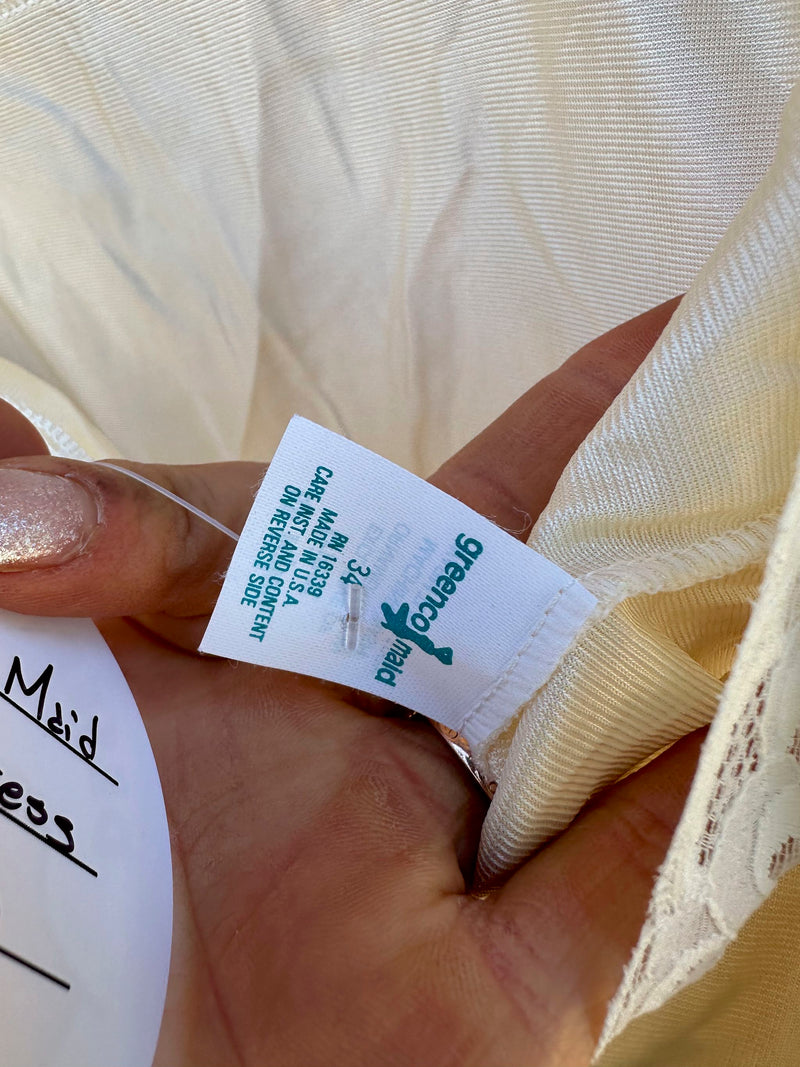 greenco
maid
34
RN 16339
MADE IN U.S.A.
CARE INST. AND CONTENT
ON REVERSE SIDE
Maid
ess